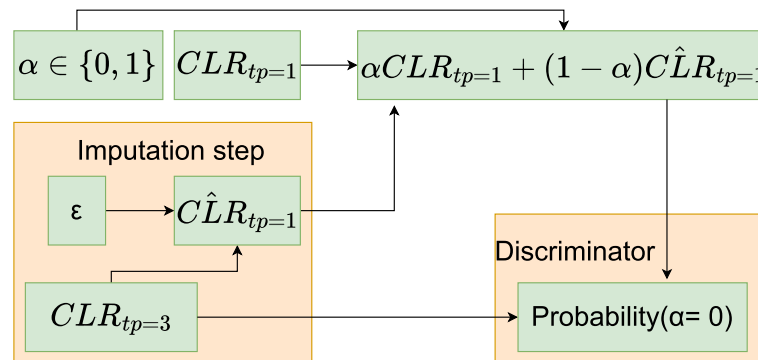 α ∈ {0, 1}
CLR_{tp=1}
αCLR_{tp=1} + (1 − α)CL̂R_{tp=1}
Imputation step
ε
CL̂R_{tp=1}
Discriminator
CLR_{tp=3}
Probability(α= 0)